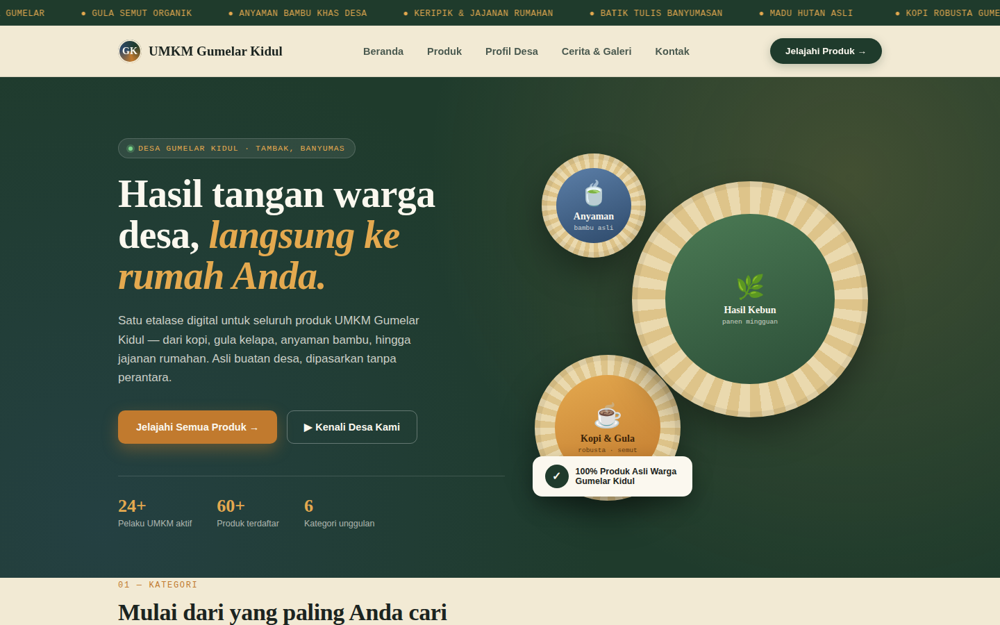 GUMELAR ● GULA SEMUT ORGANIK ● ANYAMAN BAMBU KHAS DESA ● KERIPIK & JAJANAN RUMAHAN ● BATIK TULIS BANYUMASAN ● MADU HUTAN ASLI ● KOPI ROBUSTA GUME
GK UMKM Gumelar Kidul Beranda Produk Profil Desa Cerita & Galeri Kontak Jelajahi Produk →
DESA GUMELAR KIDUL · TAMBAK, BANYUMAS
Hasil tangan warga
desa, langsung ke
rumah Anda.
Satu etalase digital untuk seluruh produk UMKM Gumelar
Kidul — dari kopi, gula kelapa, anyaman bambu, hingga
jajanan rumahan. Asli buatan desa, dipasarkan tanpa
perantara.
Jelajahi Semua Produk → ▶ Kenali Desa Kami
24+ 60+ 6
Pelaku UMKM aktif Produk terdaftar Kategori unggulan
Anyaman
bambu asli
Hasil Kebun
panen mingguan
Kopi & Gula
robusta · semut
✓ 100% Produk Asli Warga
Gumelar Kidul
01 — KATEGORI
Mulai dari yang paling Anda cari